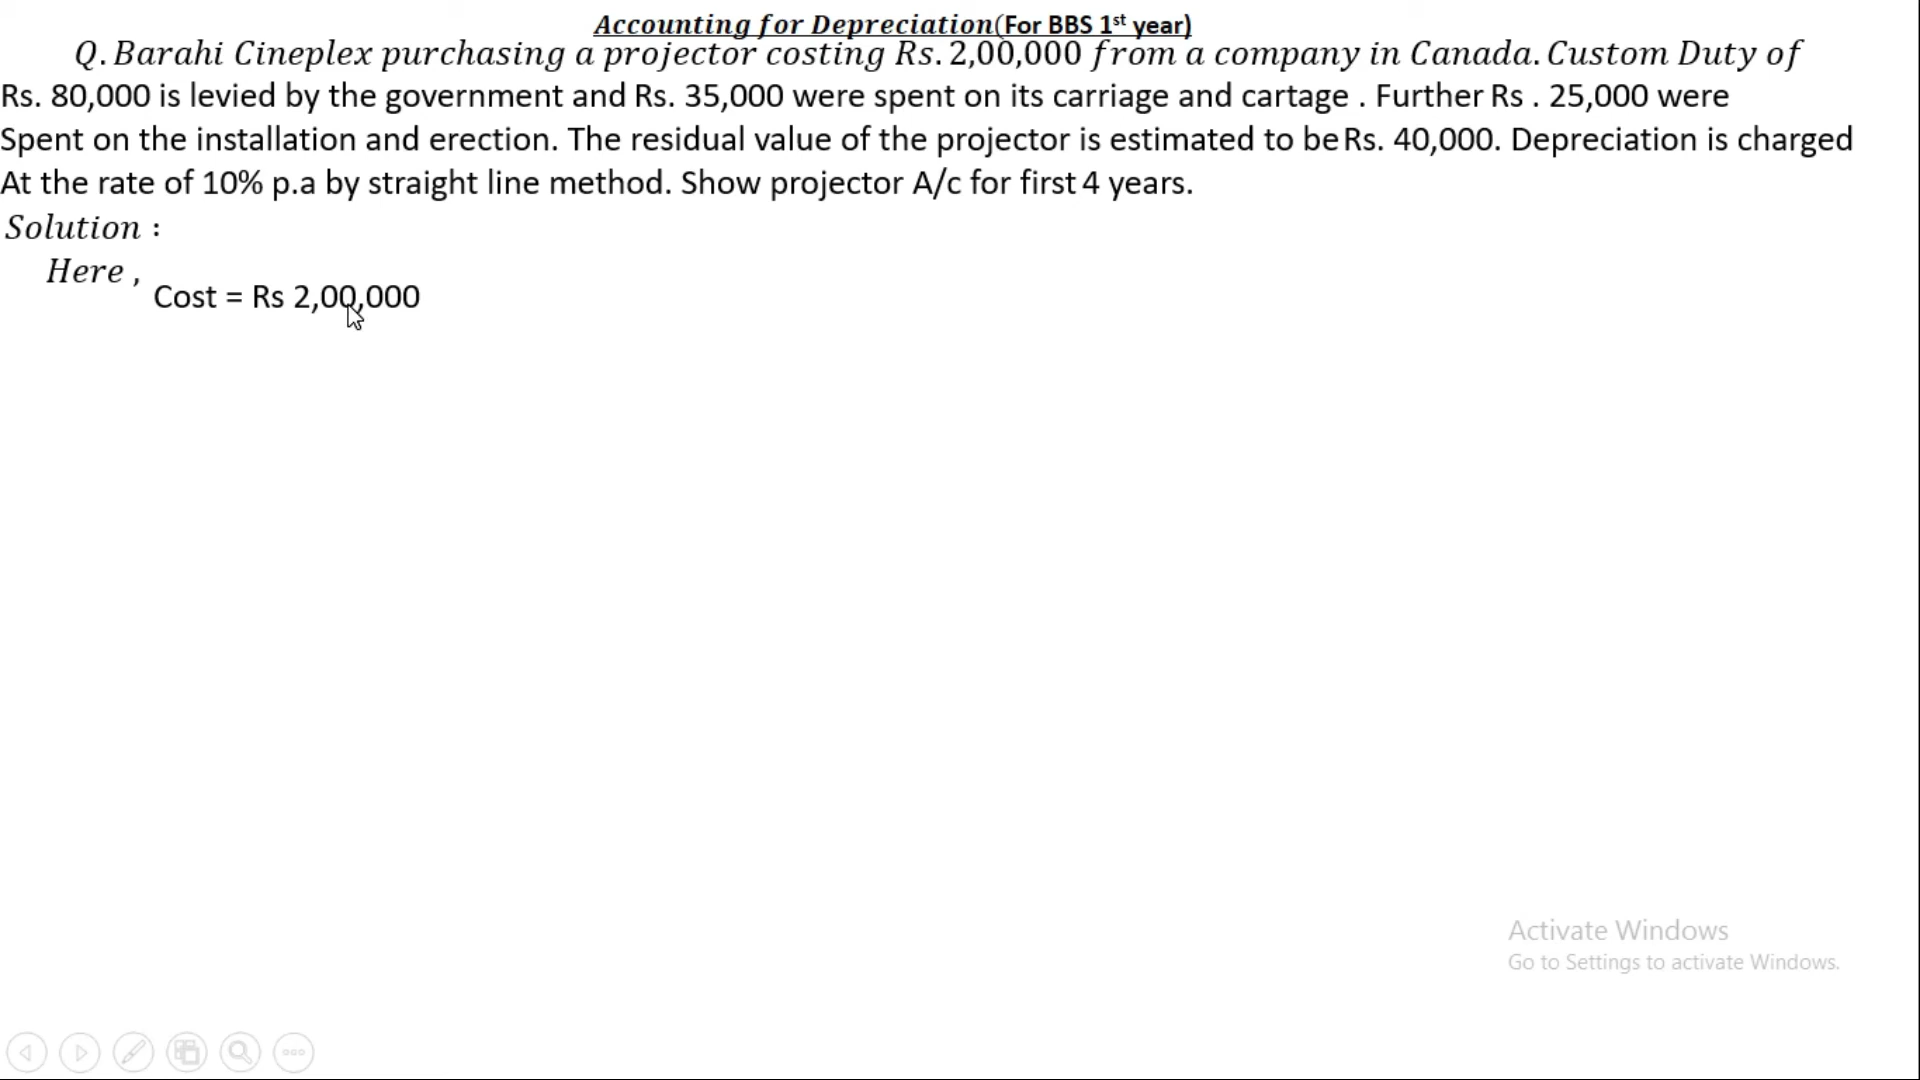 Accounting for Depreciation(For BBS 1st year)
Q. Barahi Cineplex purchasing a projector costing Rs. 2,00,000 from a company in Canada. Custom Duty of
Rs. 80,000 is levied by the government and Rs. 35,000 were spent on its carriage and cartage . Further Rs . 25,000 were
Spent on the installation and erection. The residual value of the projector is estimated to be Rs. 40,000. Depreciation is charged
At the rate of 10% p.a by straight line method. Show projector A/c for first 4 years.
Solution :
Here ,
Cost = Rs 2,00,000
Activate Windows
Go to Settings to activate Windows.